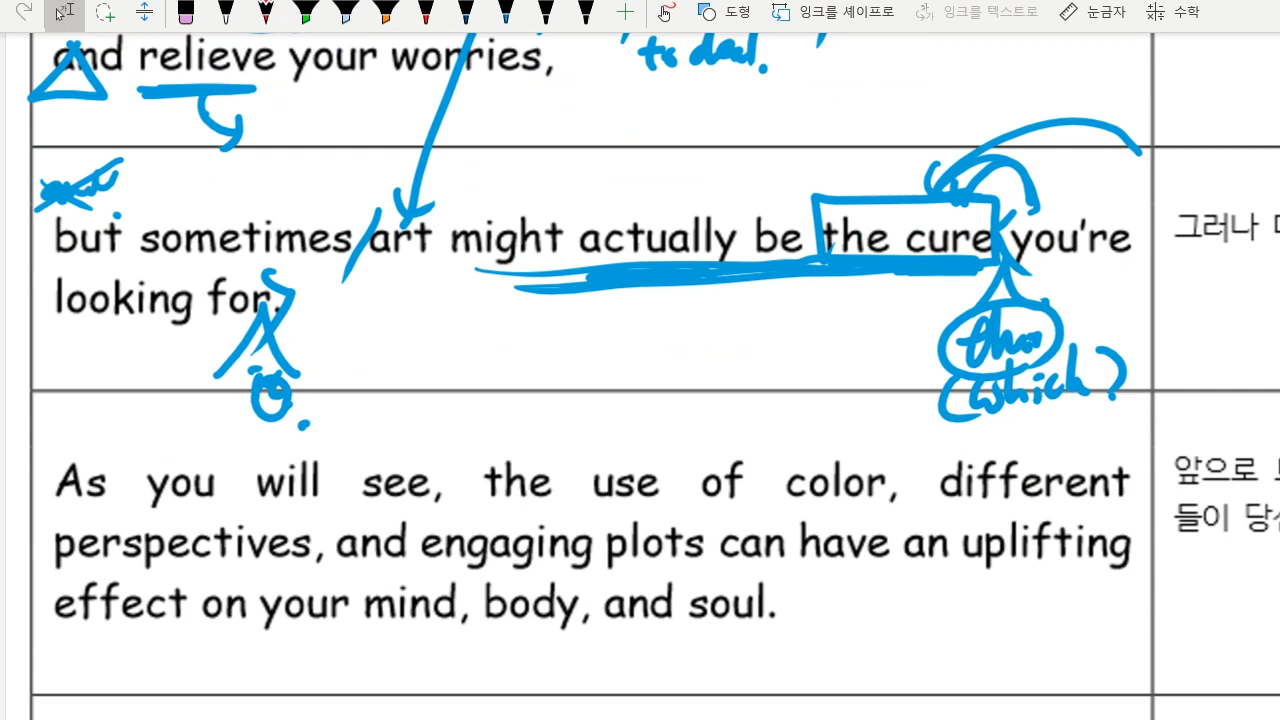 도형 잉크를 셰이프로 잉크를 텍스트로 눈금자 수학
and relieve your worries,
to deal.
but sometimes art might actually be the cure you're
looking for.
그러나
(which?
As you will see, the use of color, different
perspectives, and engaging plots can have an uplifting
effect on your mind, body, and soul.
앞으로
들이